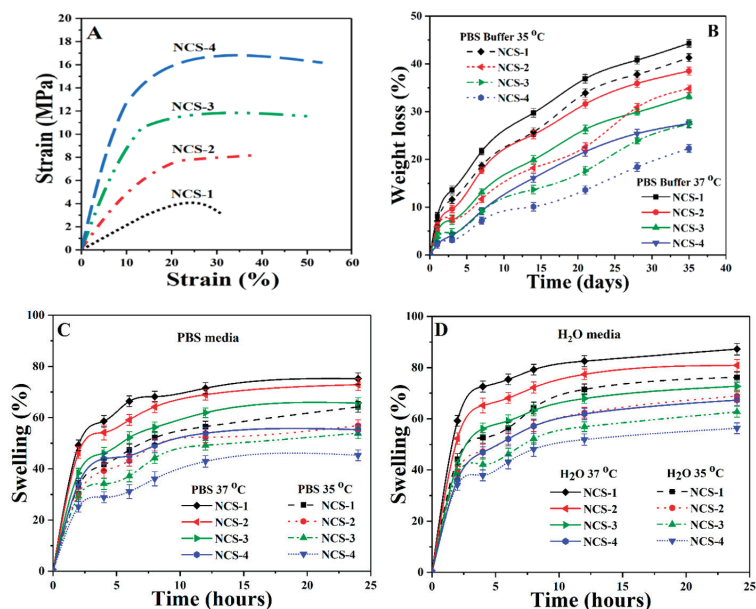 A
Strain (MPa)
18
16
14
12
10
8
6
4
2
0
NCS-4
NCS-3
NCS-2
NCS-1
0 10 20 30 40 50 60
Strain (%)
B
Weight loss (%)
50
40
30
20
10
0
PBS Buffer 35 °C
NCS-1
NCS-2
NCS-3
NCS-4
PBS Buffer 37 °C
NCS-1
NCS-2
NCS-3
NCS-4
0 5 10 15 20 25 30 35 40
Time (days)
C
PBS media
Swelling (%)
100
80
60
40
20
0
PBS 37 °C PBS 35 °C
NCS-1 NCS-1
NCS-2 NCS-2
NCS-3 NCS-3
NCS-4 NCS-4
0 5 10 15 20 25
Time (hours)
D
H₂O media
Swelling (%)
100
80
60
40
20
0
H₂O 37 °C H₂O 35 °C
NCS-1 NCS-1
NCS-2 NCS-2
NCS-3 NCS-3
NCS-4 NCS-4
0 5 10 15 20 25
Time (hours)